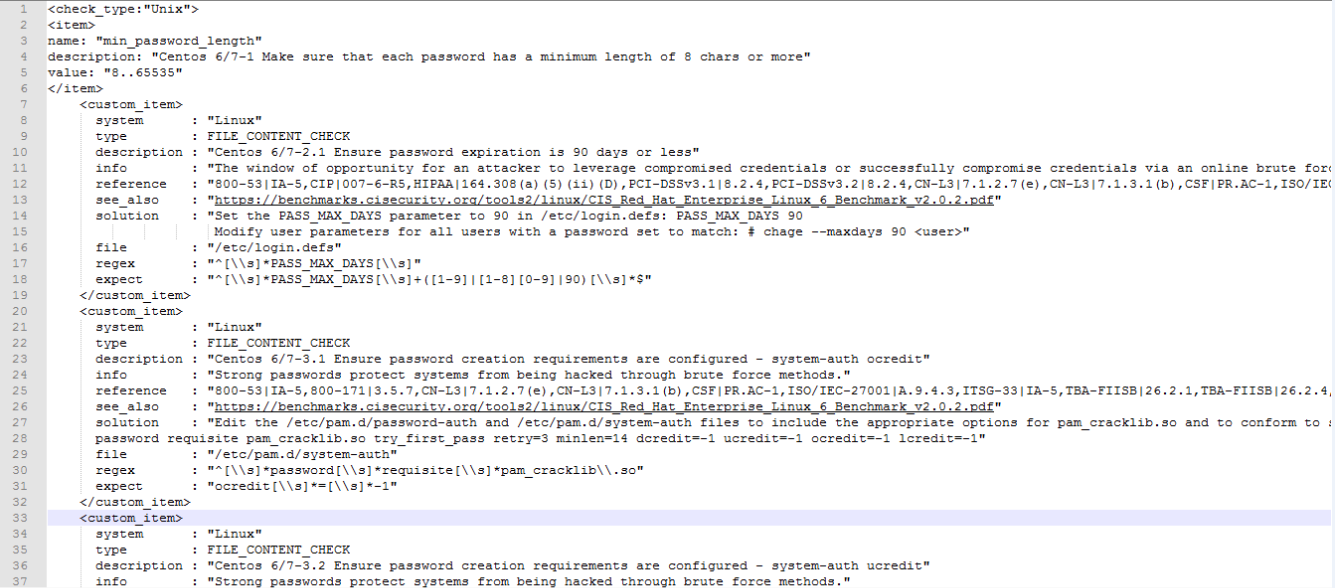 1 <check_type:"Unix">
2 <item>
3 name: "min_password_length"
4 description: "Centos 6/7-1 Make sure that each password has a minimum length of 8 chars or more"
5 value: "8..65535"
6 </item>
7 <custom_item>
8 system : "Linux"
9 type : FILE_CONTENT_CHECK
10 description : "Centos 6/7-2.1 Ensure password expiration is 90 days or less"
11 info : "The window of opportunity for an attacker to leverage compromised credentials or successfully compromise credentials via an online brute forc
12 reference : "800-53|IA-5,CIP|007-6-R5,HIPAA|164.308(a)(5)(ii)(D),PCI-DSSv3.1|8.2.4,PCI-DSSv3.2|8.2.4,CN-L3|7.1.2.7(e),CN-L3|7.1.3.1(b),CSF|PR.AC-1,ISO/IEC
13 see_also : "https://benchmarks.cisecurity.org/tools2/linux/CIS_Red_Hat_Enterprise_Linux_6_Benchmark_v2.0.2.pdf"
14 solution : "Set the PASS_MAX_DAYS parameter to 90 in /etc/login.defs: PASS_MAX_DAYS 90
15 Modify user parameters for all users with a password set to match: # chage --maxdays 90 <user>"
16 file : "/etc/login.defs"
17 regex : "^[\\s]*PASS_MAX_DAYS[\\s]"
18 expect : "^[\\s]*PASS_MAX_DAYS[\\s]+([1-9]|[1-8][0-9]|90)[\\s]*$"
19 </custom_item>
20 <custom_item>
21 system : "Linux"
22 type : FILE_CONTENT_CHECK
23 description : "Centos 6/7-3.1 Ensure password creation requirements are configured - system-auth ocredit"
24 info : "Strong passwords protect systems from being hacked through brute force methods."
25 reference : "800-53|IA-5,800-171|3.5.7,CN-L3|7.1.2.7(e),CN-L3|7.1.3.1(b),CSF|PR.AC-1,ISO/IEC-27001|A.9.4.3,ITSG-33|IA-5,TBA-FIISB|26.2.1,TBA-FIISB|26.2.4,
26 see_also : "https://benchmarks.cisecurity.org/tools2/linux/CIS_Red_Hat_Enterprise_Linux_6_Benchmark_v2.0.2.pdf"
27 solution : "Edit the /etc/pam.d/password-auth and /etc/pam.d/system-auth files to include the appropriate options for pam_cracklib.so and to conform to
28 password requisite pam_cracklib.so try_first_pass retry=3 minlen=14 dcredit=-1 ucredit=-1 ocredit=-1 lcredit=-1"
29 file : "/etc/pam.d/system-auth"
30 regex : "^[\\s]*password[\\s]*requisite[\\s]*pam_cracklib\\.so"
31 expect : "ocredit[\\s]*=[\\s]*-1"
32 </custom_item>
33 <custom_item>
34 system : "Linux"
35 type : FILE_CONTENT_CHECK
36 description : "Centos 6/7-3.2 Ensure password creation requirements are configured - system-auth ucredit"
37 info : "Strong passwords protect systems from being hacked through brute force methods."